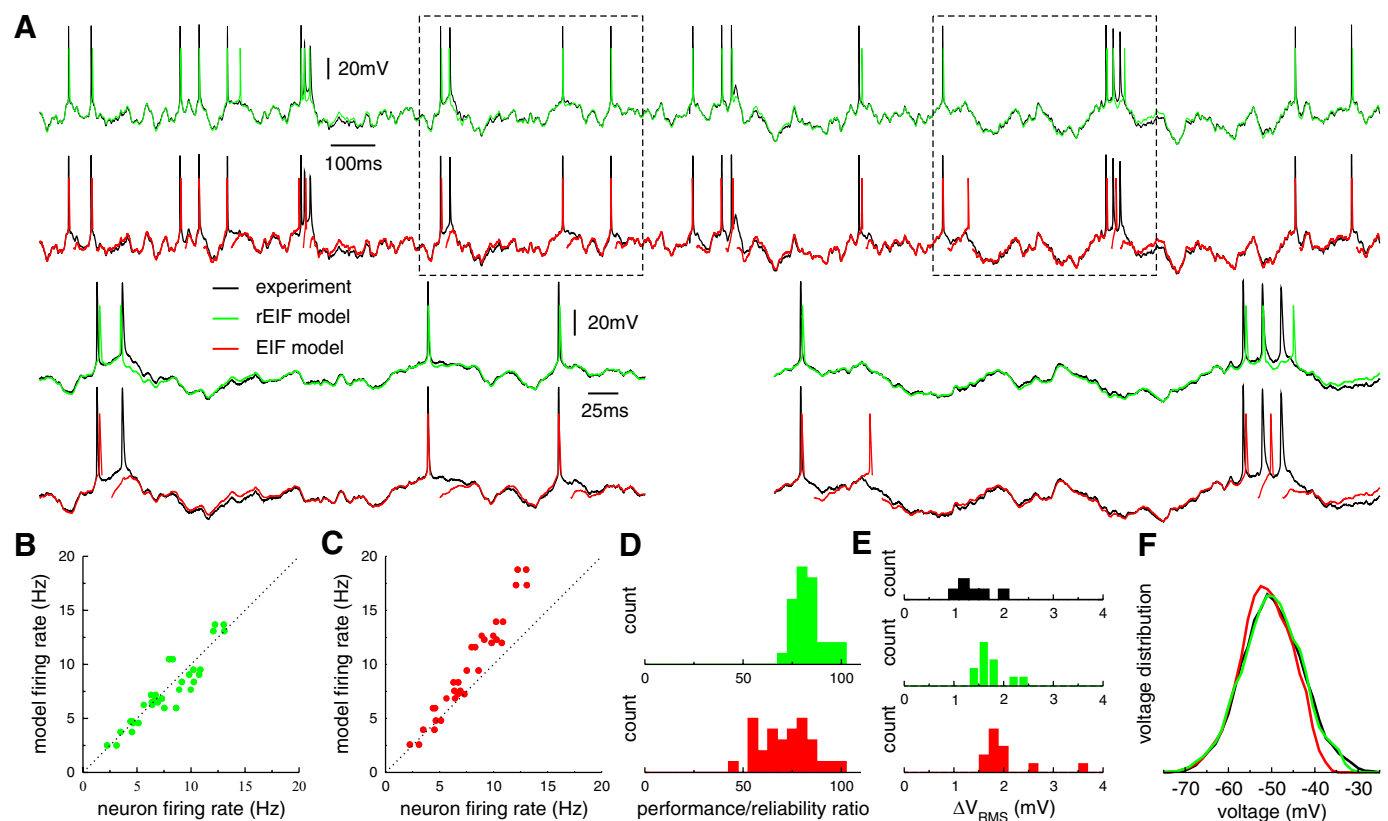 A
20mV
100ms
experiment
rEIF model
EIF model
20mV
25ms
B
model firing rate (Hz)
20
15
10
5
0
0
5
10
15
20
neuron firing rate (Hz)
C
model firing rate (Hz)
20
15
10
5
0
0
5
10
15
20
neuron firing rate (Hz)
D
count
0
50
100
count
0
50
100
performance/reliability ratio
E
count
0
1
2
3
4
count
0
1
2
3
4
count
0
1
2
3
4
ΔV_RMS (mV)
F
voltage distribution
-70
-60
-50
-40
-30
voltage (mV)